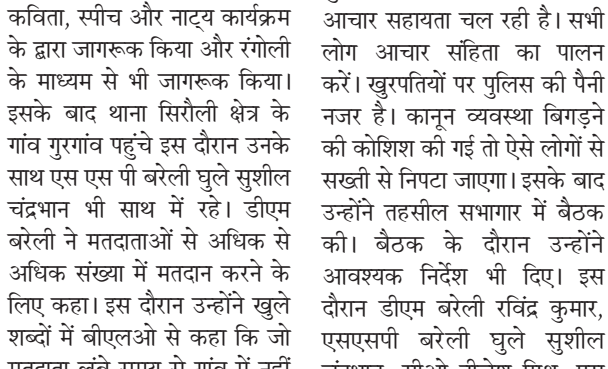 कविता, स्पीच और नाट्य कार्यक्रम
के द्वारा जागरूक किया और रंगोली
के माध्यम से भी जागरूक किया।
इसके बाद थाना सिरौली क्षेत्र के
गांव गुरगांव पहुंचे इस दौरान उनके
साथ एस एस पी बरेली घुले सुशील
चंद्रभान भी साथ में रहे। डीएम
बरेली ने मतदाताओं से अधिक से
अधिक संख्या में मतदान करने के
लिए कहा। इस दौरान उन्होंने खुले
शब्दों में बीएलओ से कहा कि जो
मतदाता लंबे समय से गांव में नहीं
आचार सहायता चल रही है। सभी
लोग आचार संहिता का पालन
करें। खुरपतियों पर पुलिस की पैनी
नजर है। कानून व्यवस्था बिगड़ने
की कोशिश की गई तो ऐसे लोगों से
सख्ती से निपटा जाएगा। इसके बाद
उन्होंने तहसील सभागार में बैठक
की। बैठक के दौरान उन्होंने
आवश्यक निर्देश भी दिए। इस
दौरान डीएम बरेली रविंद्र कुमार,
एसएसपी बरेली घुले सुशील